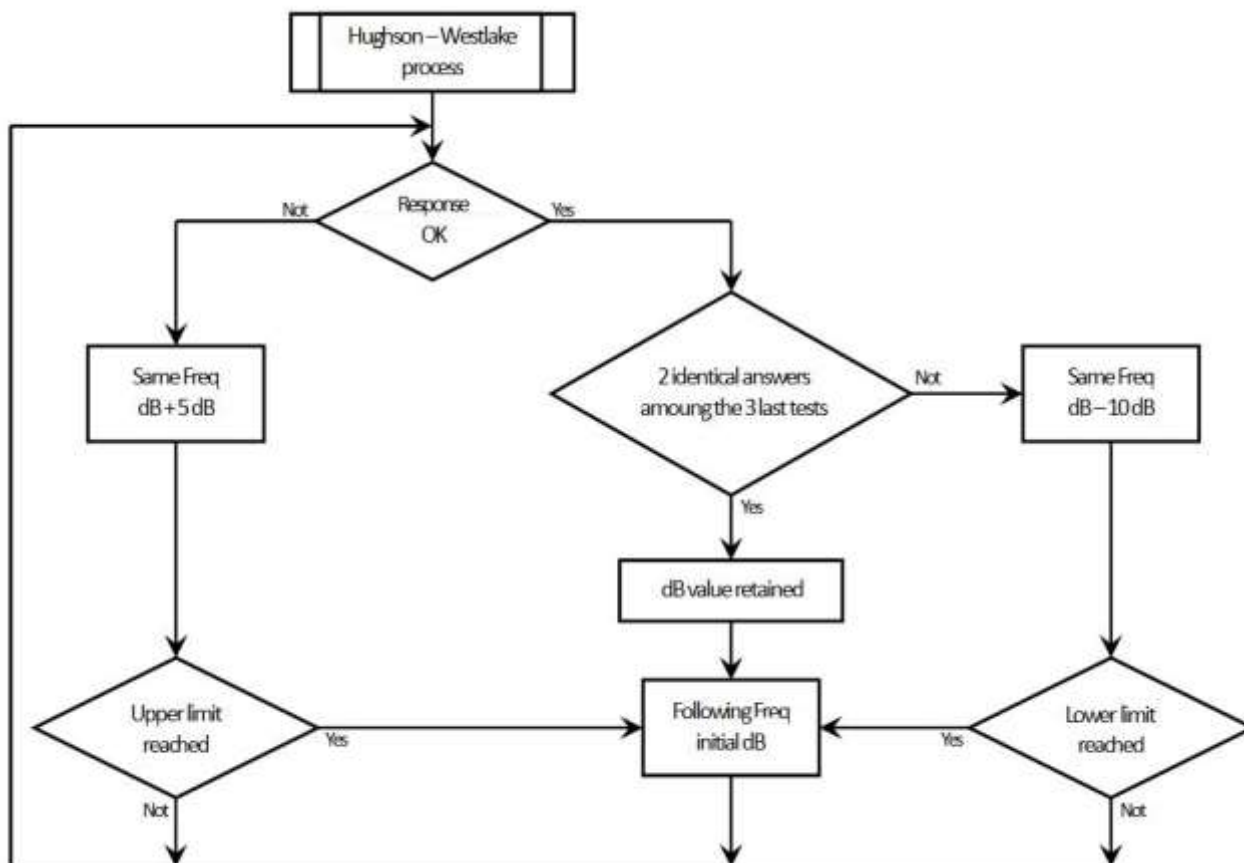 Hughson – Westlake
process
Not
Response
OK
Yes
Same Freq
dB + 5 dB
2 identical answers
amoung the 3 last tests
Not
Same Freq
dB – 10 dB
Yes
dB value retained
Upper limit
reached
Yes
Following Freq
initial dB
Yes
Lower limit
reached
Not
Not